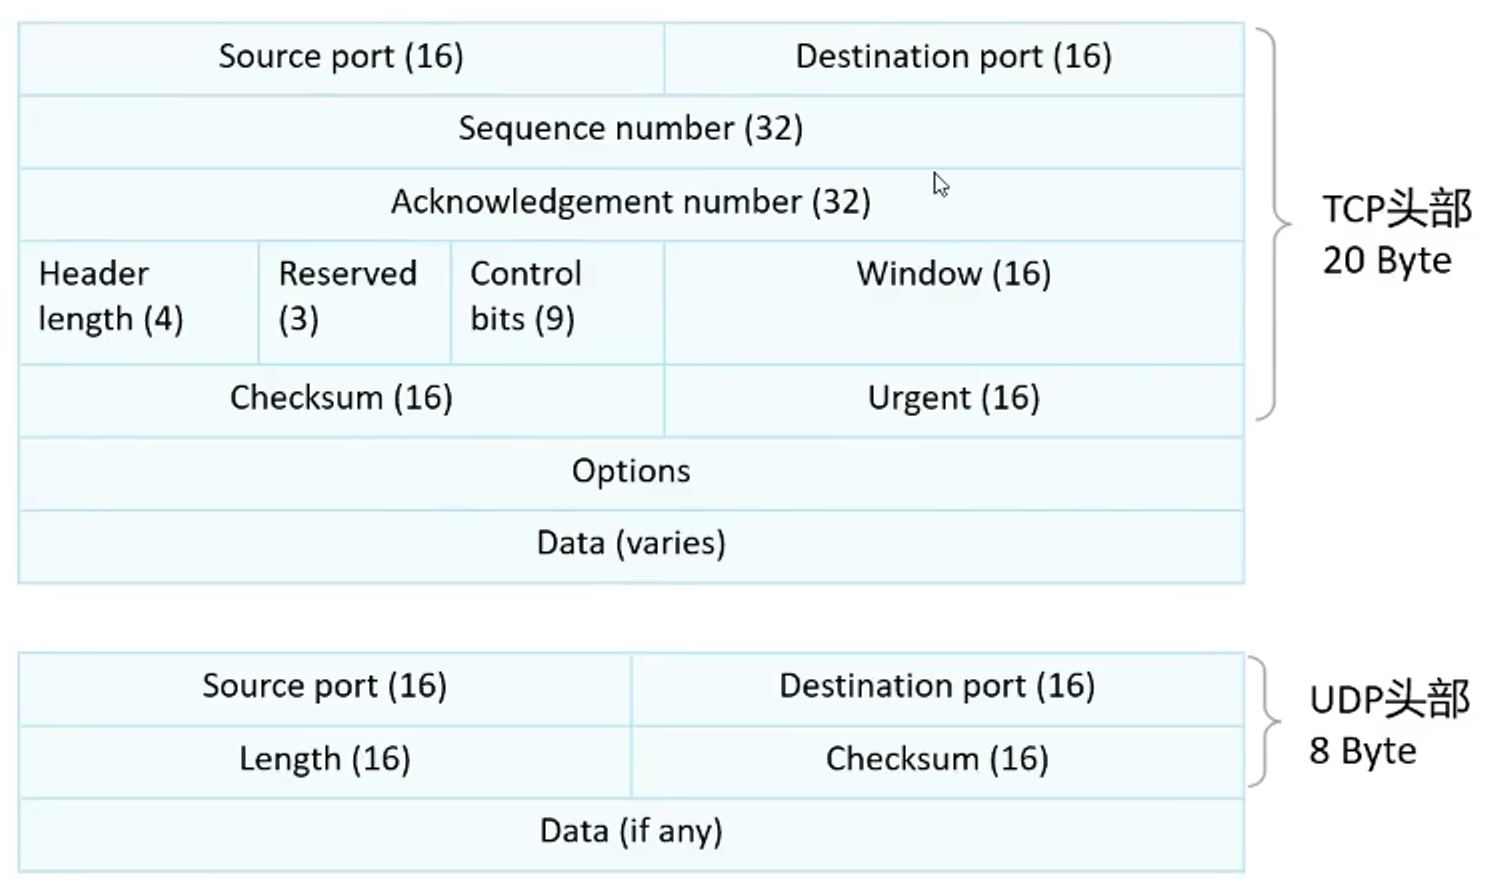 Source port (16)
Destination port (16)
Sequence number (32)
Acknowledgement number (32)
Header
length (4)
Reserved
(3)
Control
bits (9)
Window (16)
Checksum (16)
Urgent (16)
Options
Data (varies)
TCP头部
20 Byte
Source port (16)
Destination port (16)
Length (16)
Checksum (16)
Data (if any)
UDP头部
8 Byte